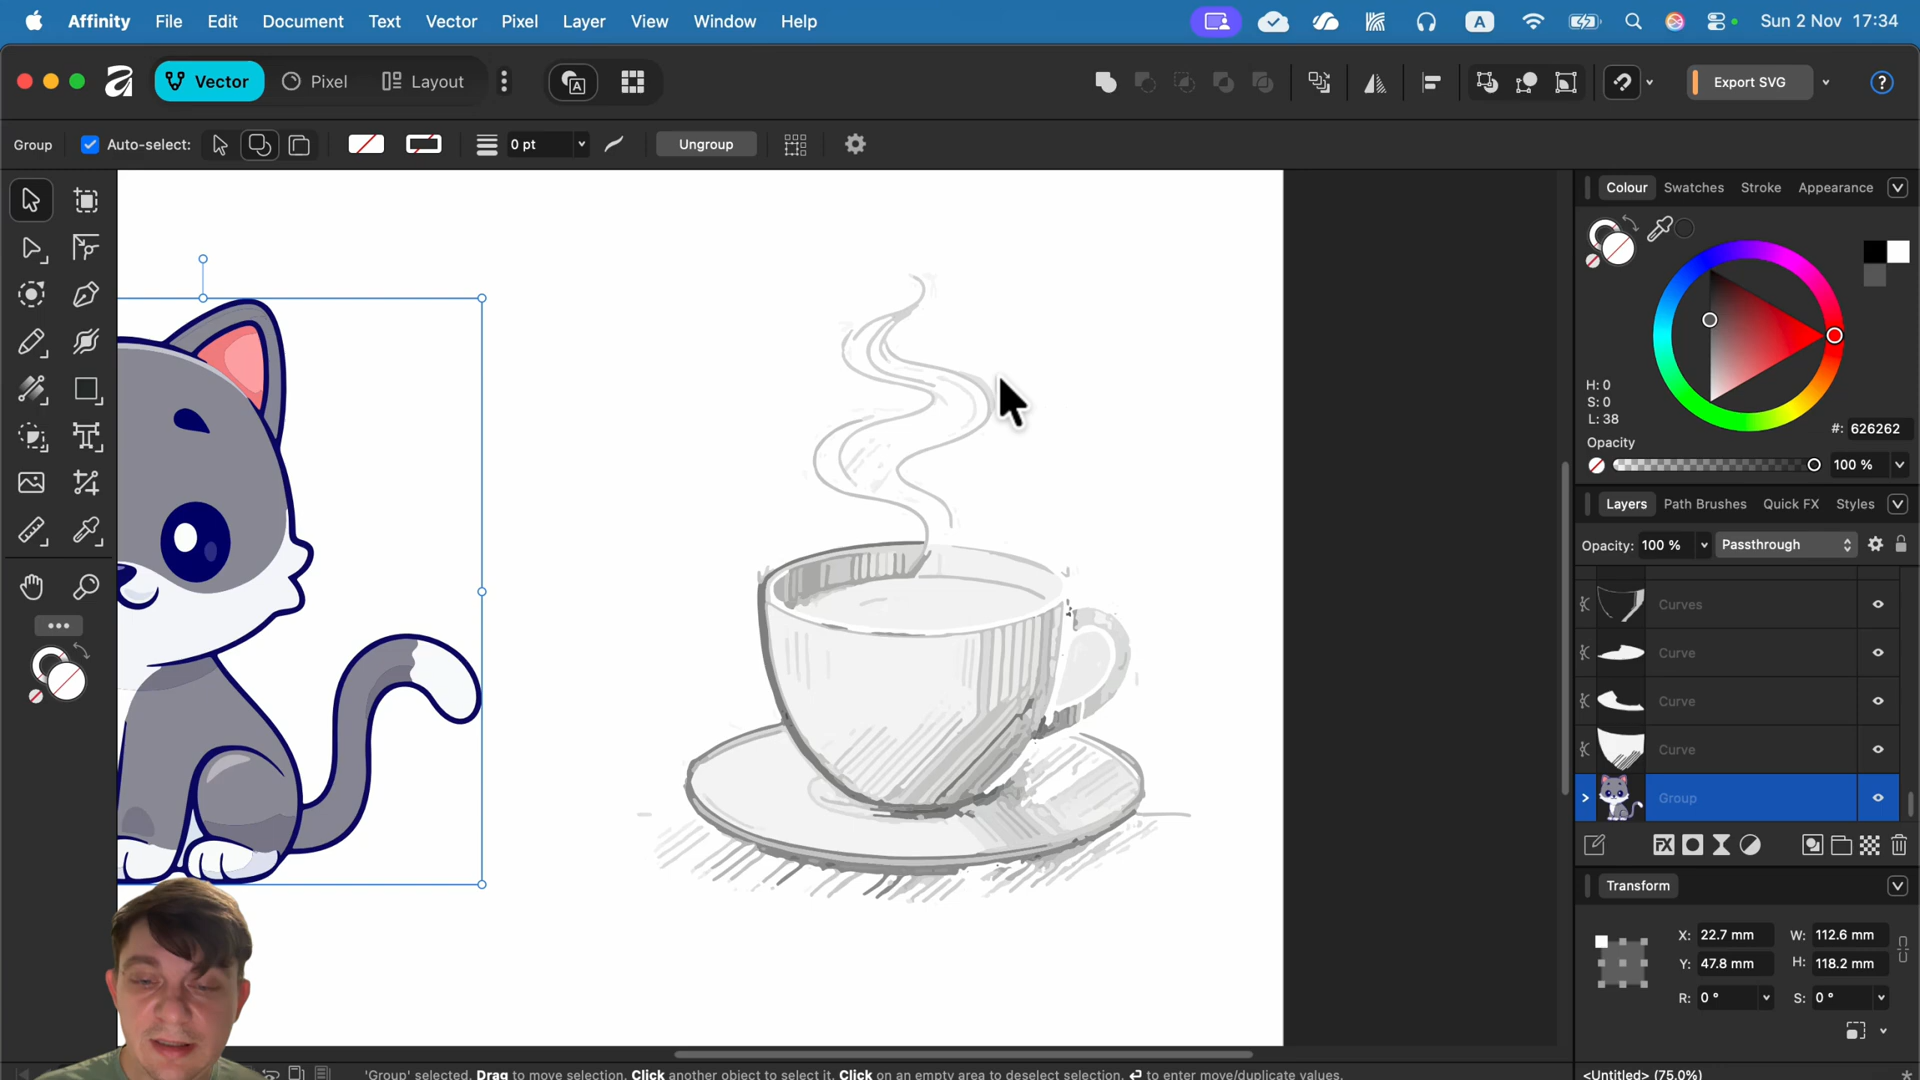 Affinity File Edit Document Text Vector Pixel Layer View Window Help A Sun 2 Nov 17:34
Vector Pixel Layout A Export SVG ?
Group Auto-select: 0 pt Ungroup
Colour Swatches Stroke Appearance
H: 0
S: 0
L: 38
#: 626262
Opacity
100 %
Layers Path Brushes Quick FX Styles
Opacity: 100 % Passthrough
Curves
Curve
Curve
Curve
Group
FX
Transform
X: 22.7 mm W: 112.6 mm
Y: 47.8 mm H: 118.2 mm
R: 0 ° S: 0 °
'Group' selected. Drag to move selection. Click another object to select it. Click on an empty area to deselect selection. ⏎ to enter move/duplicate values.
<Untitled> (75.0%)